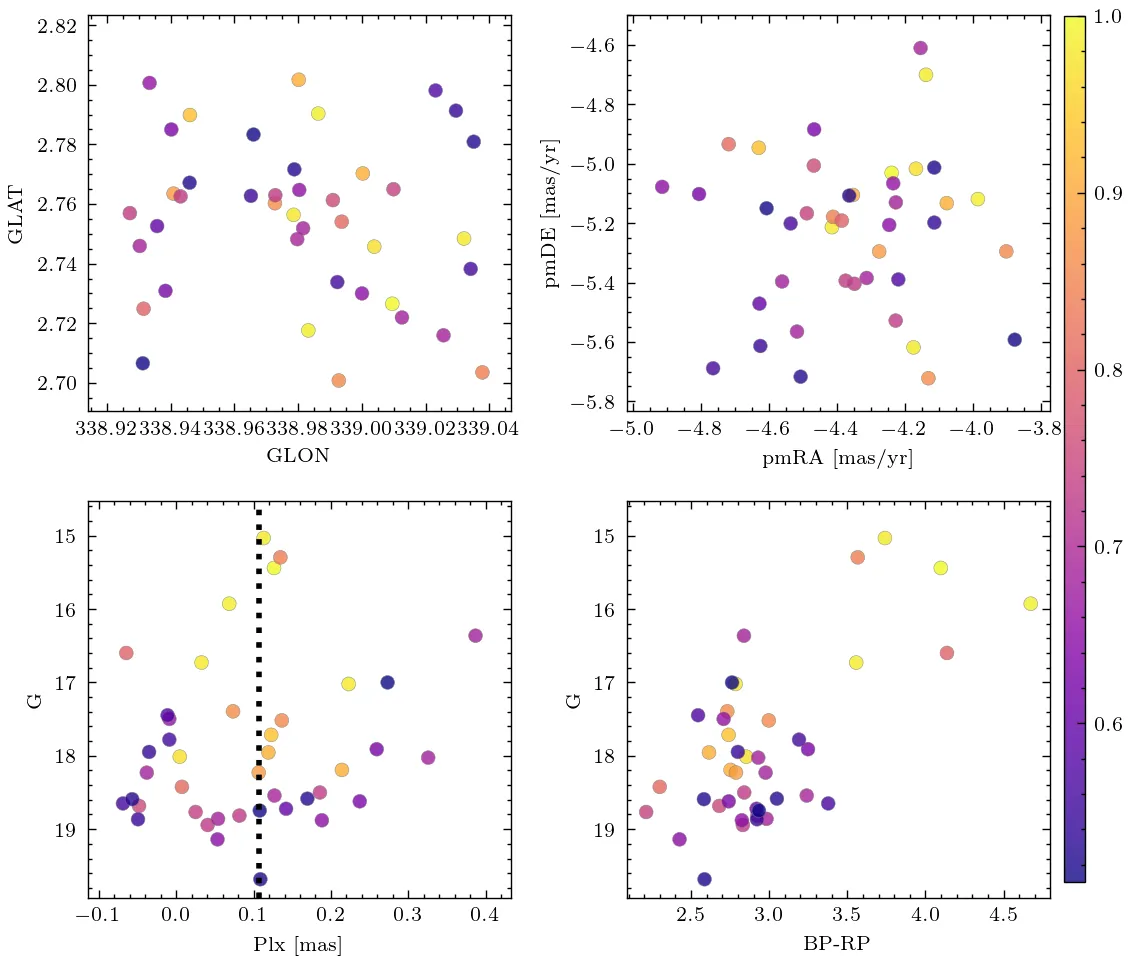 2.82
2.80
2.78
2.76
2.74
2.72
2.70
GLAT
338.92 338.94 338.96 338.98 339.00 339.02 339.04
GLON
−4.6
−4.8
−5.0
−5.2
−5.4
−5.6
−5.8
pmDE [mas/yr]
−5.0 −4.8 −4.6 −4.4 −4.2 −4.0 −3.8
pmRA [mas/yr]
1.0
0.9
0.8
0.7
0.6
15
16
17
18
19
G
−0.1 0.0 0.1 0.2 0.3 0.4
Plx [mas]
15
16
17
18
19
G
2.5 3.0 3.5 4.0 4.5
BP-RP